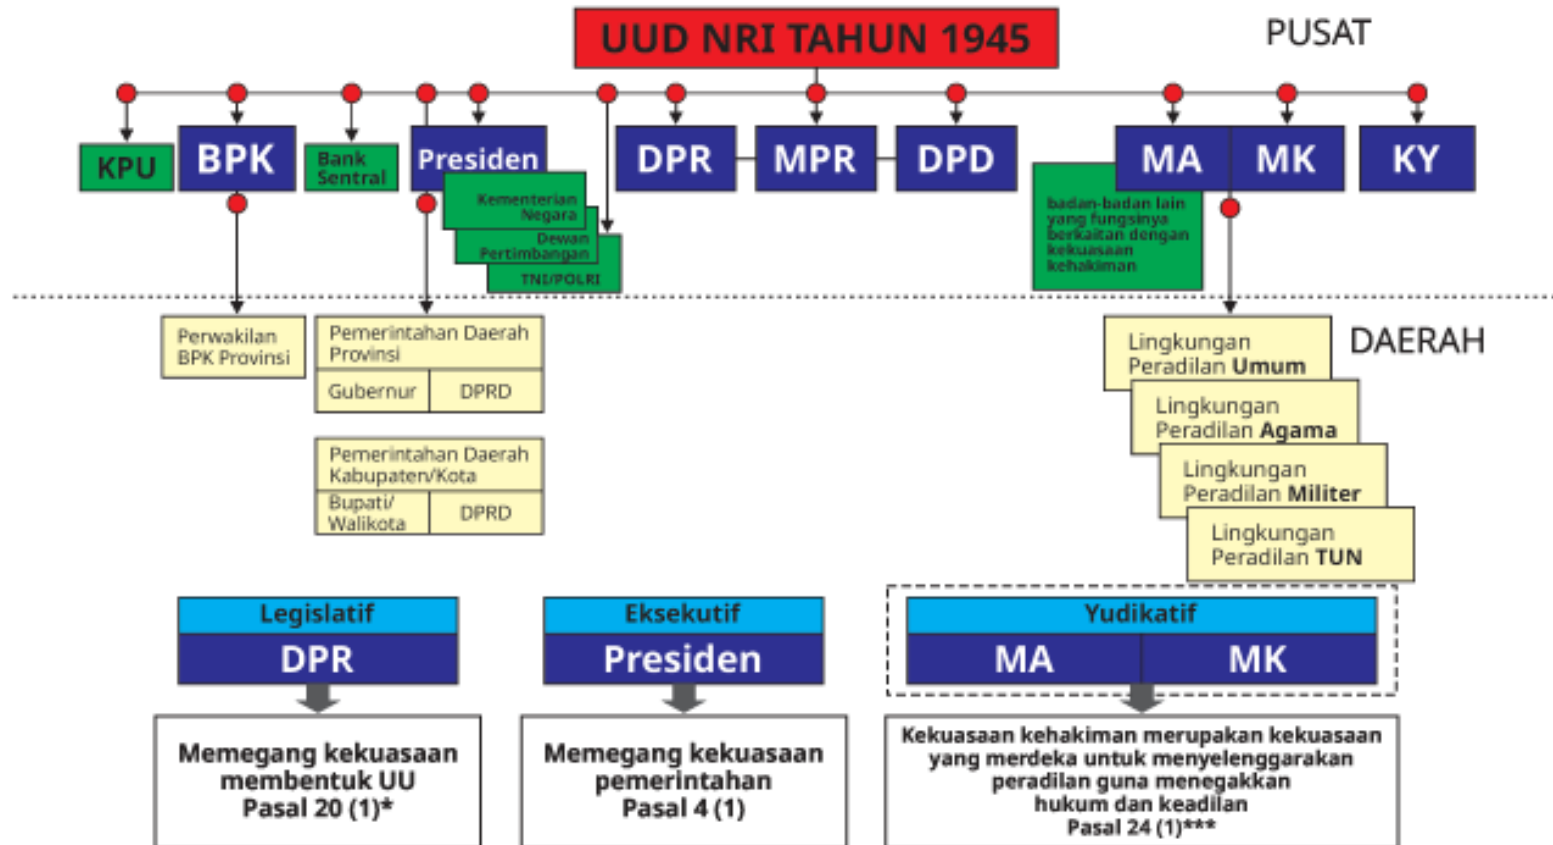 UUD NRI TAHUN 1945
PUSAT
KPU
BPK
Bank
Sentral
Presiden
DPR
MPR
DPD
MA
MK
KY
Kementerian
Negara
Dewan
Pertimbangan
TNI/POLRI
badan-badan lain
yang fungsinya
berkaitan dengan
kekuasaan
kehakiman
DAERAH
Perwakilan
BPK Provinsi
Pemerintahan Daerah
Provinsi
Gubernur
DPRD
Pemerintahan Daerah
Kabupaten/Kota
Bupati/
Walikota
DPRD
Lingkungan
Peradilan Umum
Lingkungan
Peradilan Agama
Lingkungan
Peradilan Militer
Lingkungan
Peradilan TUN
Legislatif
DPR
Memegang kekuasaan
membentuk UU
Pasal 20 (1)*
Eksekutif
Presiden
Memegang kekuasaan
pemerintahan
Pasal 4 (1)
Yudikatif
MA
MK
Kekuasaan kehakiman merupakan kekuasaan
yang merdeka untuk menyelenggarakan
peradilan guna menegakkan
hukum dan keadilan
Pasal 24 (1)***